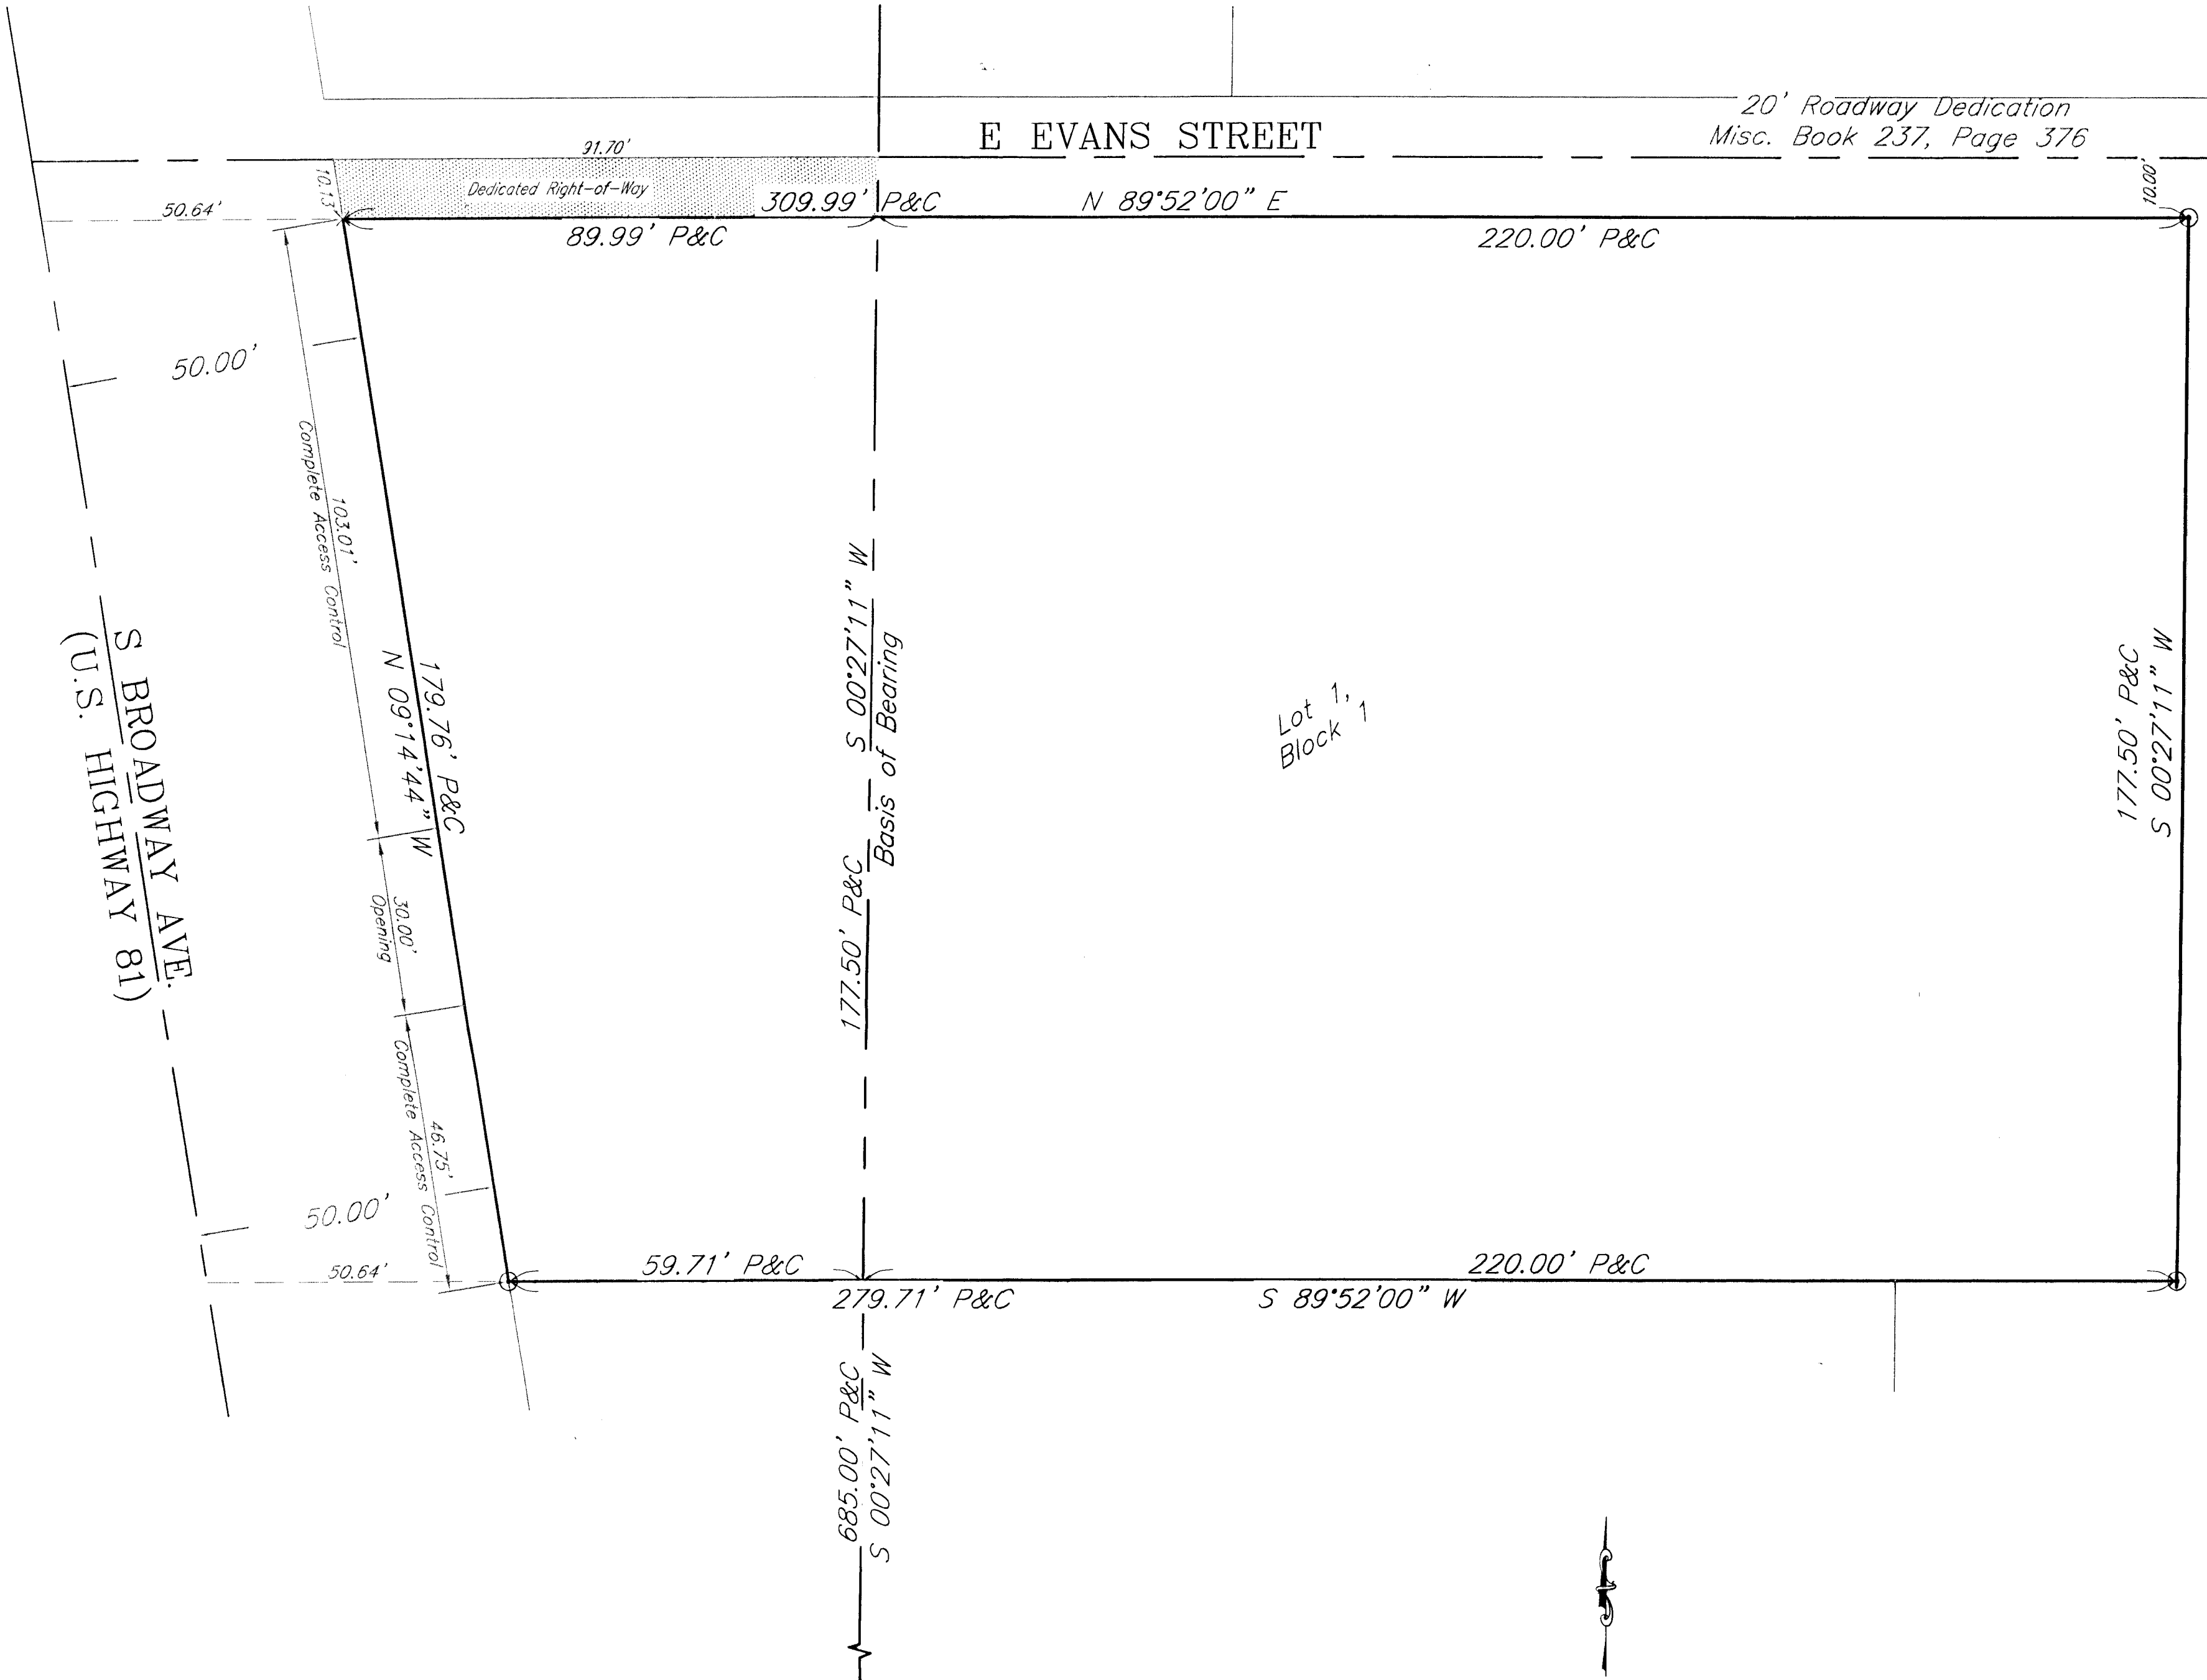 20' Roadway Dedication
Misc. Book 237, Page 376
E EVANS STREET
91.70'
10.13'
Dedicated Right-of-Way
10.00'
50.64'
309.99' P&C
N 89°52'00" E
89.99' P&C
220.00' P&C
50.00'
103.01'
Complete Access Control
179.76' P&C
N 09°14'44" W
S 00°27'11" W
Basis of Bearing
177.50' P&C
Lot 1,
Block 1
177.50' P&C
S 00°27'11" W
S BROADWAY AVE.
(U.S. HIGHWAY 81)
30.00'
Opening
46.75'
Complete Access Control
50.00'
50.64'
59.71' P&C
220.00' P&C
279.71' P&C
S 89°52'00" W
685.00' P&C
S 00°27'11" W